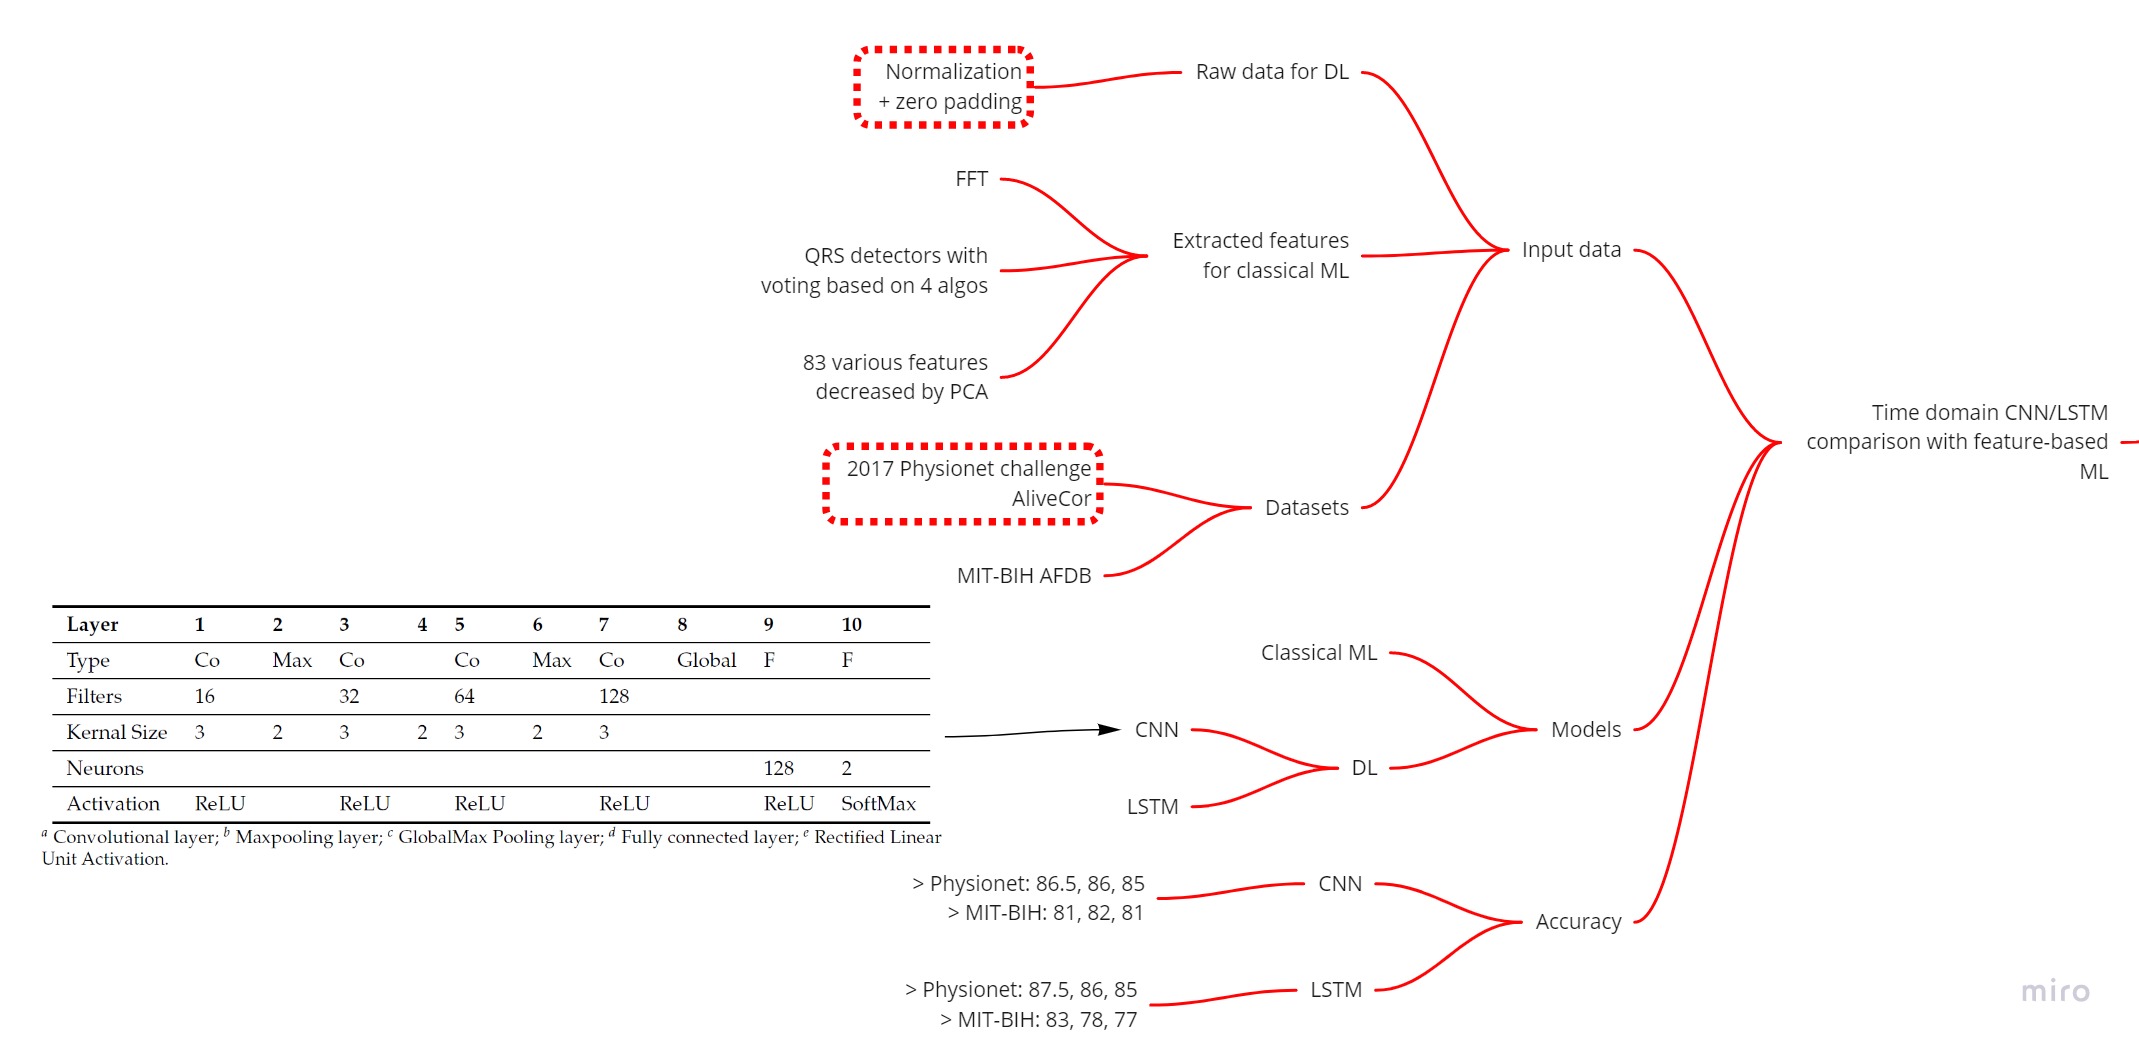 Normalization
+ zero padding
Raw data for DL
FFT
QRS detectors with
voting based on 4 algos
83 various features
decreased by PCA
Extracted features
for classical ML
Input data
2017 Physionet challenge
AliveCor
MIT-BIH AFDB
Datasets
Time domain CNN/LSTM
comparison with feature-based
ML
Layer 1 2 3 4 5 6 7 8 9 10
Type Co Max Co Co Max Co Global F F
Filters 16 32 64 128
Kernal Size 3 2 3 2 3 2 3
Neurons 128 2
Activation ReLU ReLU ReLU ReLU ReLU SoftMax
a Convolutional layer; b Maxpooling layer; c GlobalMax Pooling layer; d Fully connected layer; e Rectified Linear
Unit Activation.
Classical ML
CNN
LSTM
DL
Models
> Physionet: 86.5, 86, 85
> MIT-BIH: 81, 82, 81
CNN
> Physionet: 87.5, 86, 85
> MIT-BIH: 83, 78, 77
LSTM
Accuracy
miro